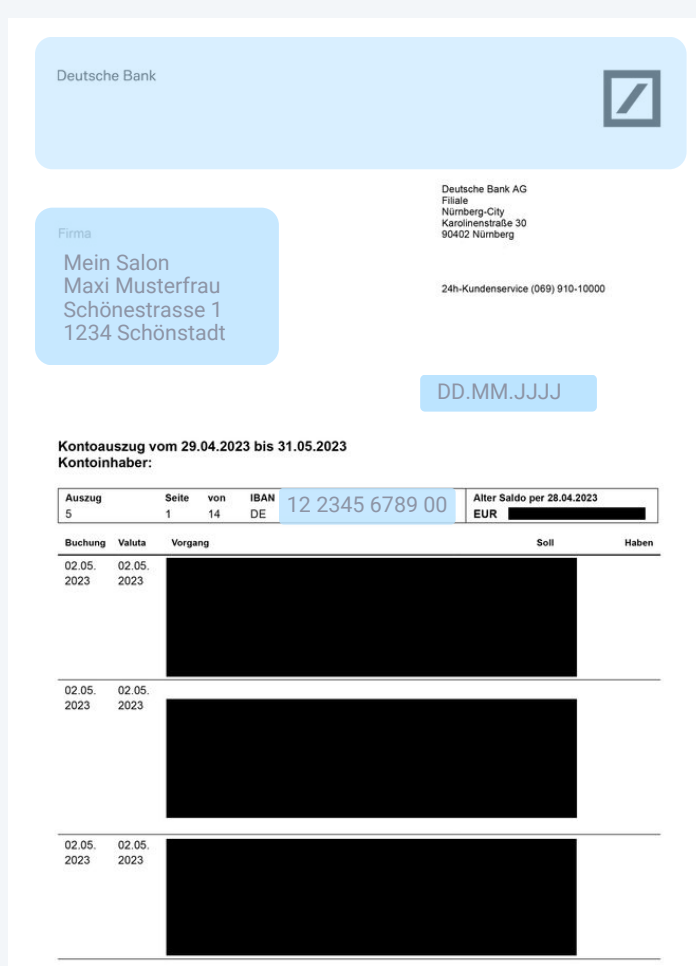 Deutsche Bank
Deutsche Bank AG
Filiale
Nürnberg-City
Karolinenstraße 30
90402 Nürnberg
24h-Kundenservice (069) 910-10000
Firma
Mein Salon
Maxi Musterfrau
Schönestrasse 1
1234 Schönstadt
DD.MM.JJJJ
Kontoauszug vom 29.04.2023 bis 31.05.2023
Kontoinhaber:
Auszug Seite von IBAN Alter Saldo per 28.04.2023
5 1 14 DE 12 2345 6789 00 EUR
Buchung Valuta Vorgang Soll Haben
02.05. 02.05.
2023 2023
02.05. 02.05.
2023 2023
02.05. 02.05.
2023 2023